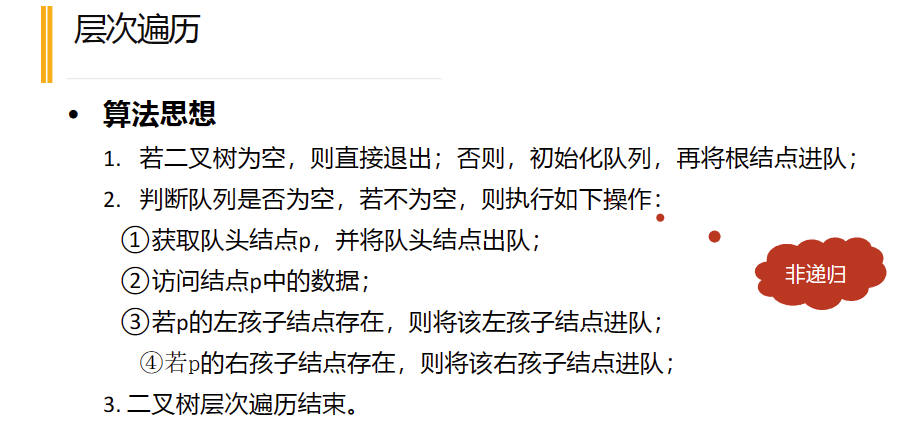 层次遍历
• 算法思想
1. 若二叉树为空，则直接退出；否则，初始化队列，再将根结点进队；
2. 判断队列是否为空，若不为空，则执行如下操作：
①获取队头结点p，并将队头结点出队；
②访问结点p中的数据；
③若p的左孩子结点存在，则将该左孩子结点进队；
④若p的右孩子结点存在，则将该右孩子结点进队；
3. 二叉树层次遍历结束。
非递归